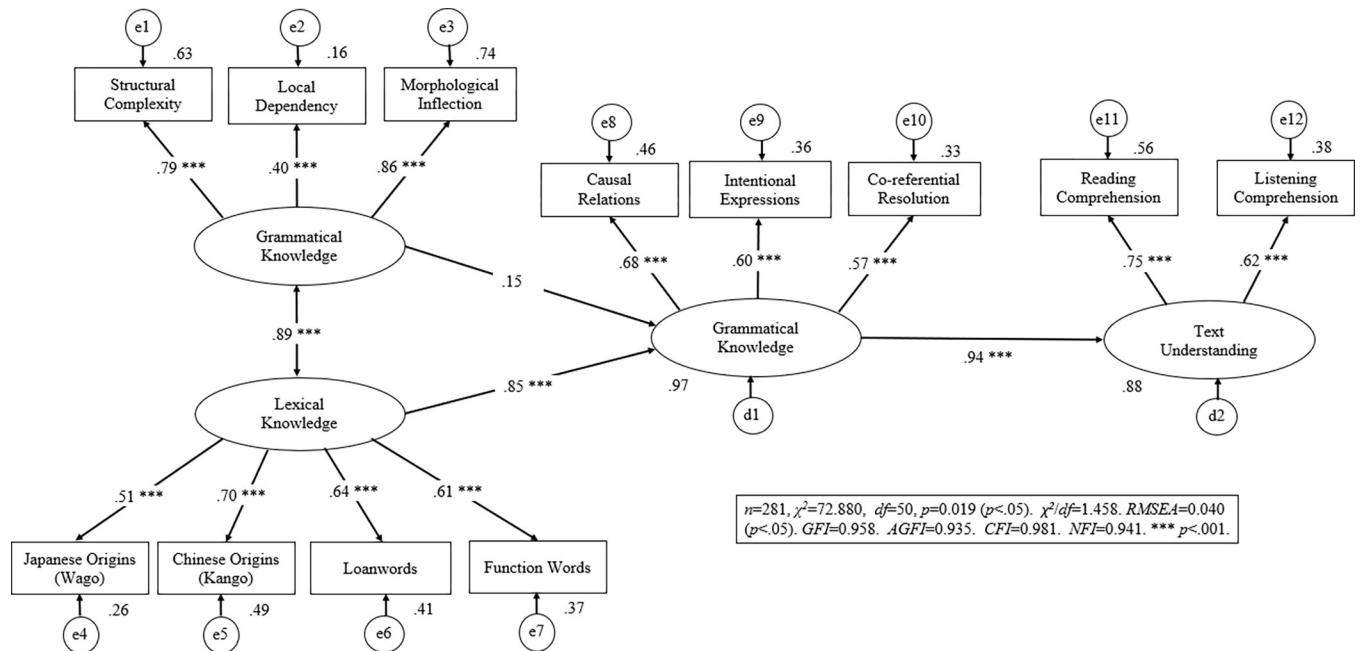 e1
e2
e3
.63
.16
.74
Structural
Complexity
Local
Dependency
Morphological
Inflection
.79 ***
.40 ***
.86 ***
Grammatical
Knowledge
e8
e9
e10
.46
.36
.33
Causal
Relations
Intentional
Expressions
Co-referential
Resolution
.68 ***
.60 ***
.57 ***
e11
e12
.56
.38
Reading
Comprehension
Listening
Comprehension
.75 ***
.62 ***
.15
.89 ***
.85 ***
Grammatical
Knowledge
.97
d1
.94 ***
Text
Understanding
.88
d2
Lexical
Knowledge
.51 ***
.70 ***
.64 ***
.61 ***
Japanese Origins
(Wago)
Chinese Origins
(Kango)
Loanwords
Function Words
.26
.49
.41
.37
e4
e5
e6
e7
n=281, χ²=72.880, df=50, p=0.019 (p<.05). χ²/df=1.458. RMSEA=0.040
(p<.05). GFI=0.958. AGFI=0.935. CFI=0.981. NFI=0.941. *** p<.001.